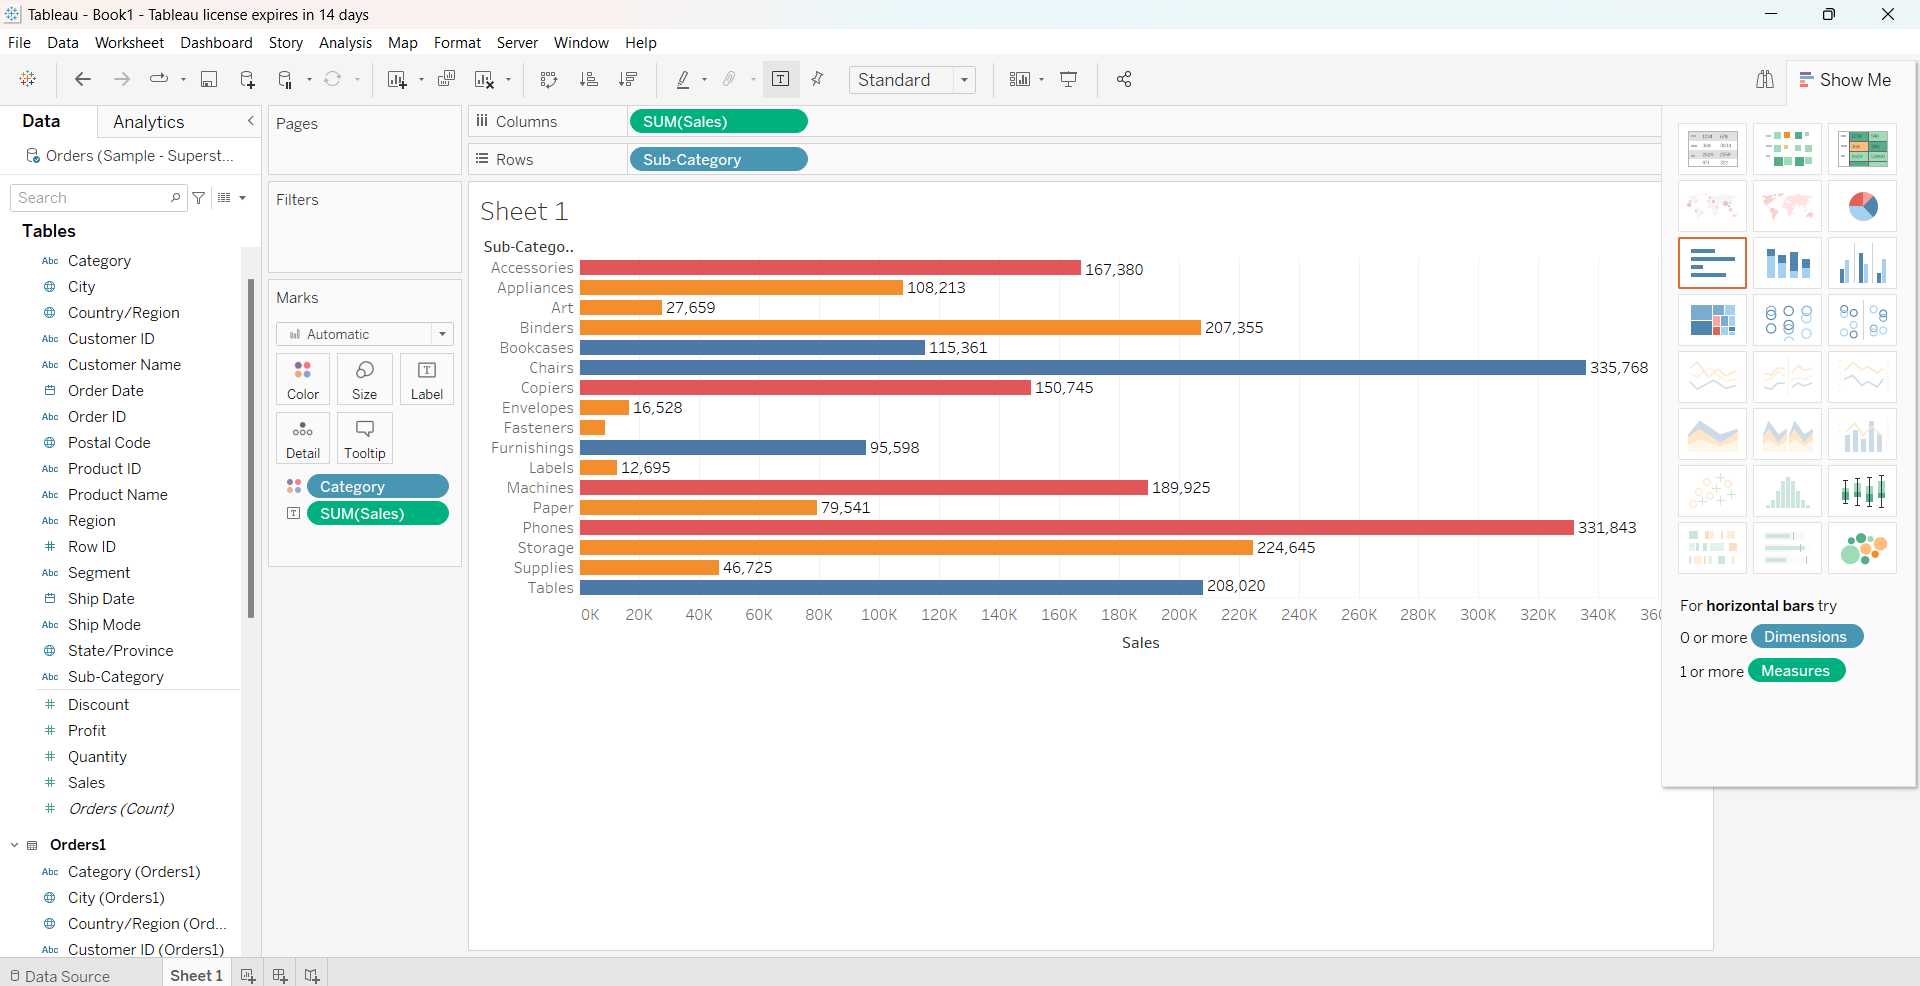 Tableau - Book1 - Tableau license expires in 14 days
File Data Worksheet Dashboard Story Analysis Map Format Server Window Help
Standard
Show Me
Data Analytics
Orders (Sample - Superst...
Search
Tables
Abc Category
City
Country/Region
Abc Customer ID
Abc Customer Name
Order Date
Abc Order ID
Postal Code
Abc Product ID
Abc Product Name
Abc Region
# Row ID
Abc Segment
Ship Date
Abc Ship Mode
State/Province
Abc Sub-Category
# Discount
# Profit
# Quantity
# Sales
# Orders (Count)
Orders1
Abc Category (Orders1)
City (Orders1)
Country/Region (Ord...
Abc Customer ID (Orders1)
Pages
Filters
Marks
Automatic
Color Size Label
Detail Tooltip
Category
SUM(Sales)
Columns SUM(Sales)
Rows Sub-Category
Sheet 1
Sub-Catego..
Accessories 167,380
Appliances 108,213
Art 27,659
Binders 207,355
Bookcases 115,361
Chairs 335,768
Copiers 150,745
Envelopes 16,528
Fasteners
Furnishings 95,598
Labels 12,695
Machines 189,925
Paper 79,541
Phones 331,843
Storage 224,645
Supplies 46,725
Tables 208,020
0K 20K 40K 60K 80K 100K 120K 140K 160K 180K 200K 220K 240K 260K 280K 300K 320K 340K
Sales
For horizontal bars try
0 or more Dimensions
1 or more Measures
Data Source Sheet 1